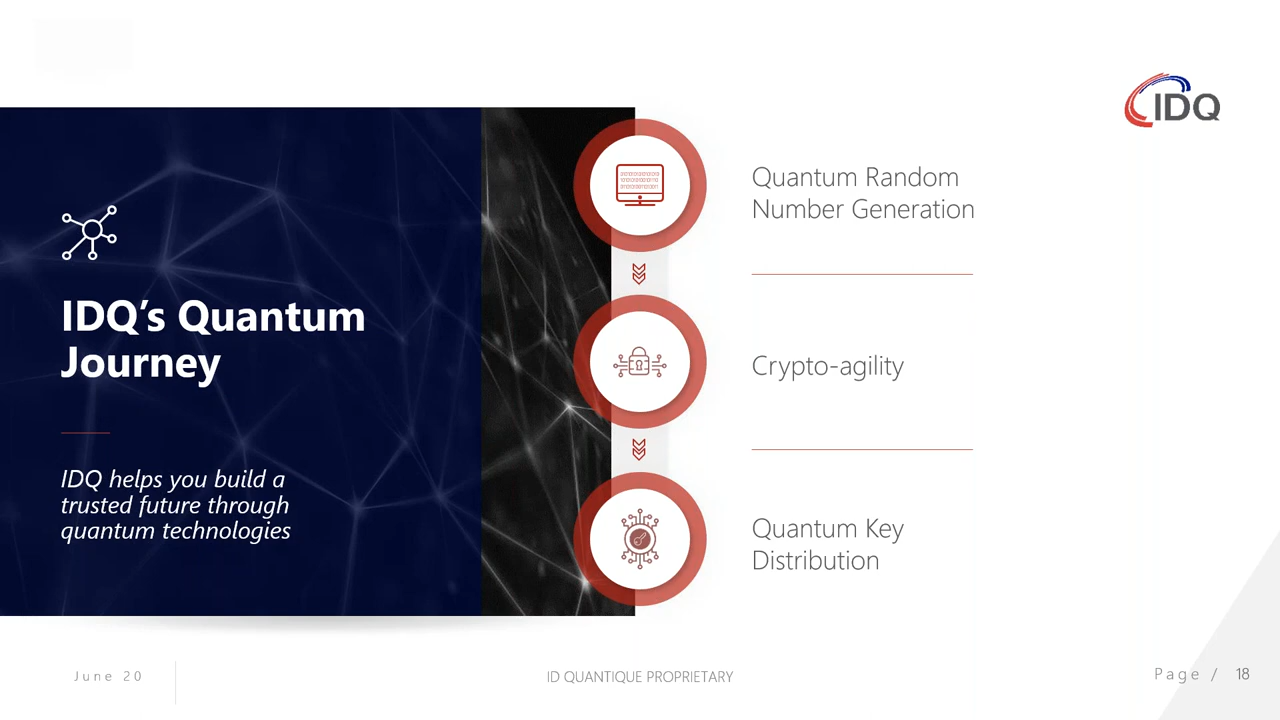 IDQ
IDQ's Quantum
Journey
IDQ helps you build a
trusted future through
quantum technologies
Quantum Random
Number Generation
Crypto-agility
Quantum Key
Distribution
June 20
ID QUANTIQUE PROPRIETARY
Page / 18